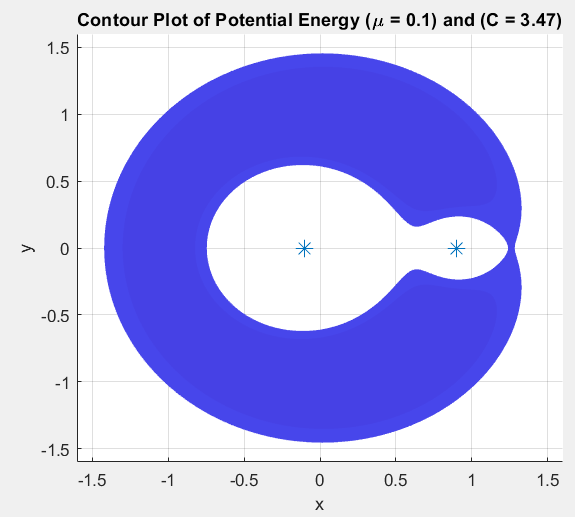 Contour Plot of Potential Energy (μ = 0.1) and (C = 3.47)
1.5
1
0.5
0
-0.5
-1
-1.5
y
-1.5 -1 -0.5 0 0.5 1 1.5
x